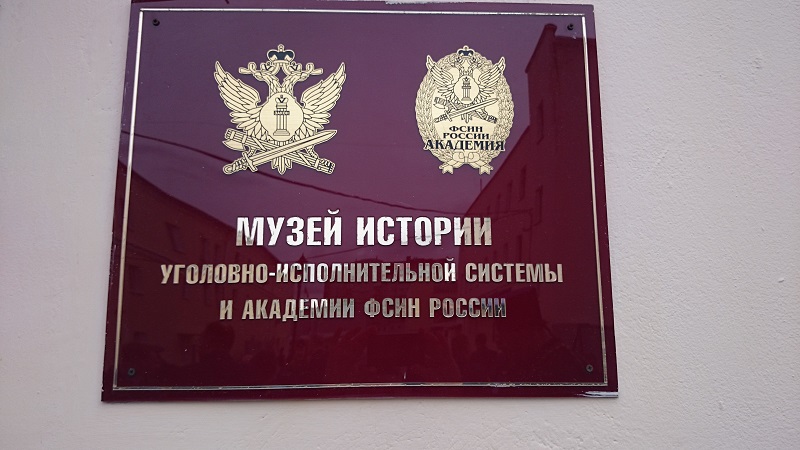 ФСИН
РОССИИ
АКАДЕМИЯ
МУЗЕЙ ИСТОРИИ
УГОЛОВНО-ИСПОЛНИТЕЛЬНОЙ СИСТЕМЫ
И АКАДЕМИИ ФСИН РОССИИ